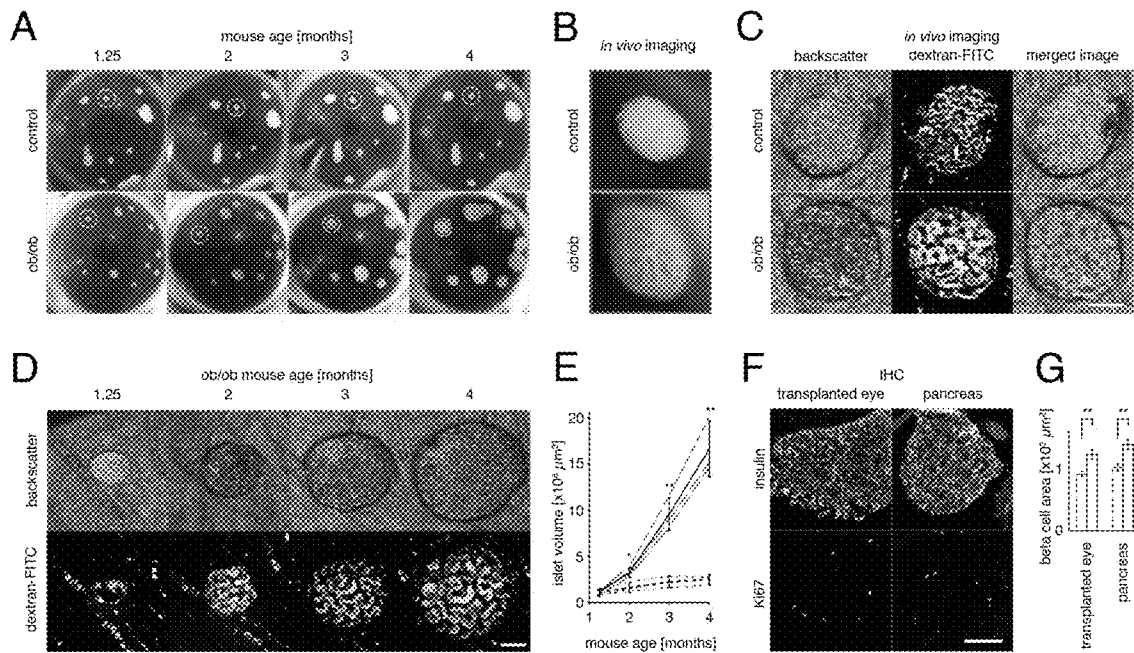 A
mouse age [months]
1.25 2 3 4
control
ob/ob
B
in vivo imaging
control
ob/ob
C
in vivo imaging
backscatter dextran-FITC merged image
control
ob/ob
D
ob/ob mouse age [months]
1.25 2 3 4
backscatter
dextran-FITC
E
islet volume [x10⁶ μm³]
20
15
10
5
0
1 2 3 4
mouse age [months]
*
**
**
F
IHC
transplanted eye pancreas
insulin
Ki67
G
beta cell area [x10² μm²]
** **
1
0
transplanted eye
pancreas